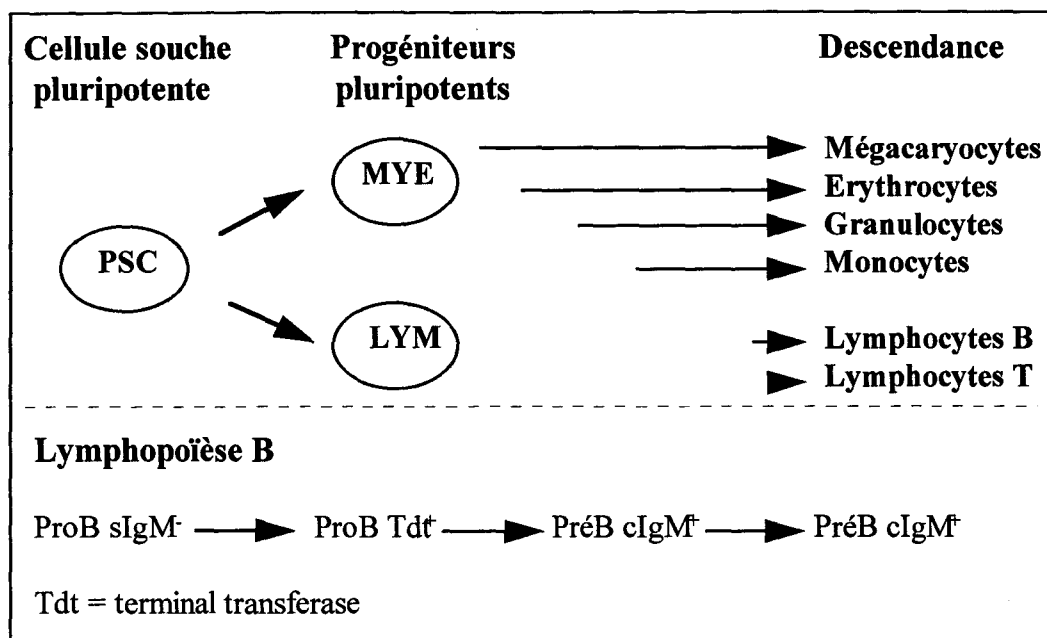 Cellule souche pluripotente
Progéniteurs pluripotents
Descendance
MYE
PSC
LYM
Mégacaryocytes
Erythrocytes
Granulocytes
Monocytes
Lymphocytes B
Lymphocytes T
Lymphopoïèse B
ProB sIgM- ProB Tdt+ PréB cIgM+ PréB cIgM+
Tdt = terminal transferase